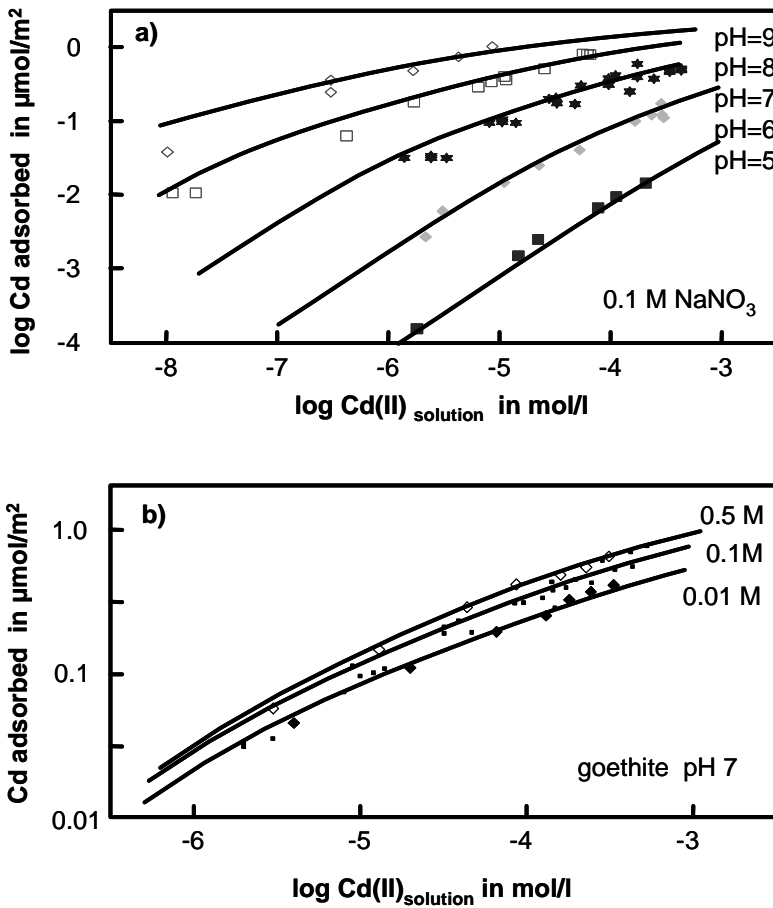 a)
log Cd adsorbed in µmol/m²
0
-1
-2
-3
-4
pH=9
pH=8
pH=7
pH=6
pH=5
0.1 M NaNO₃
-8 -7 -6 -5 -4 -3
log Cd(II) solution in mol/l
b)
Cd adsorbed in µmol/m²
1.0
0.1
0.01
0.5 M
0.1M
0.01 M
goethite pH 7
-6 -5 -4 -3
log Cd(II)solution in mol/l